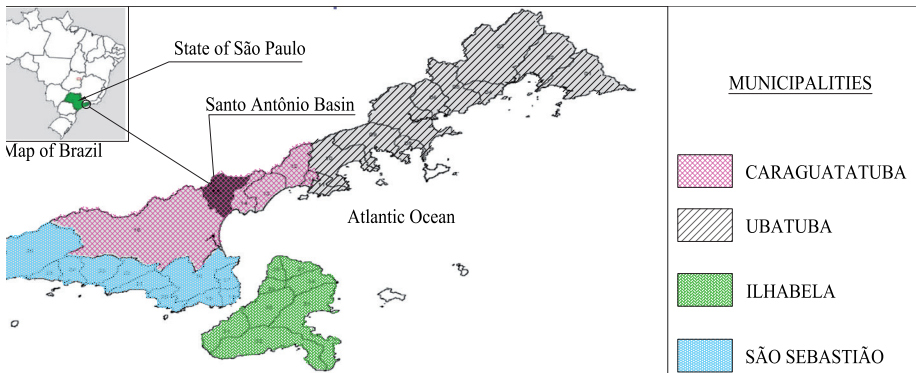 State of São Paulo
Santo Antônio Basin
Map of Brazil
Atlantic Ocean
MUNICIPALITIES
CARAGUATATUBA
UBATUBA
ILHABELA
SÃO SEBASTIÃO